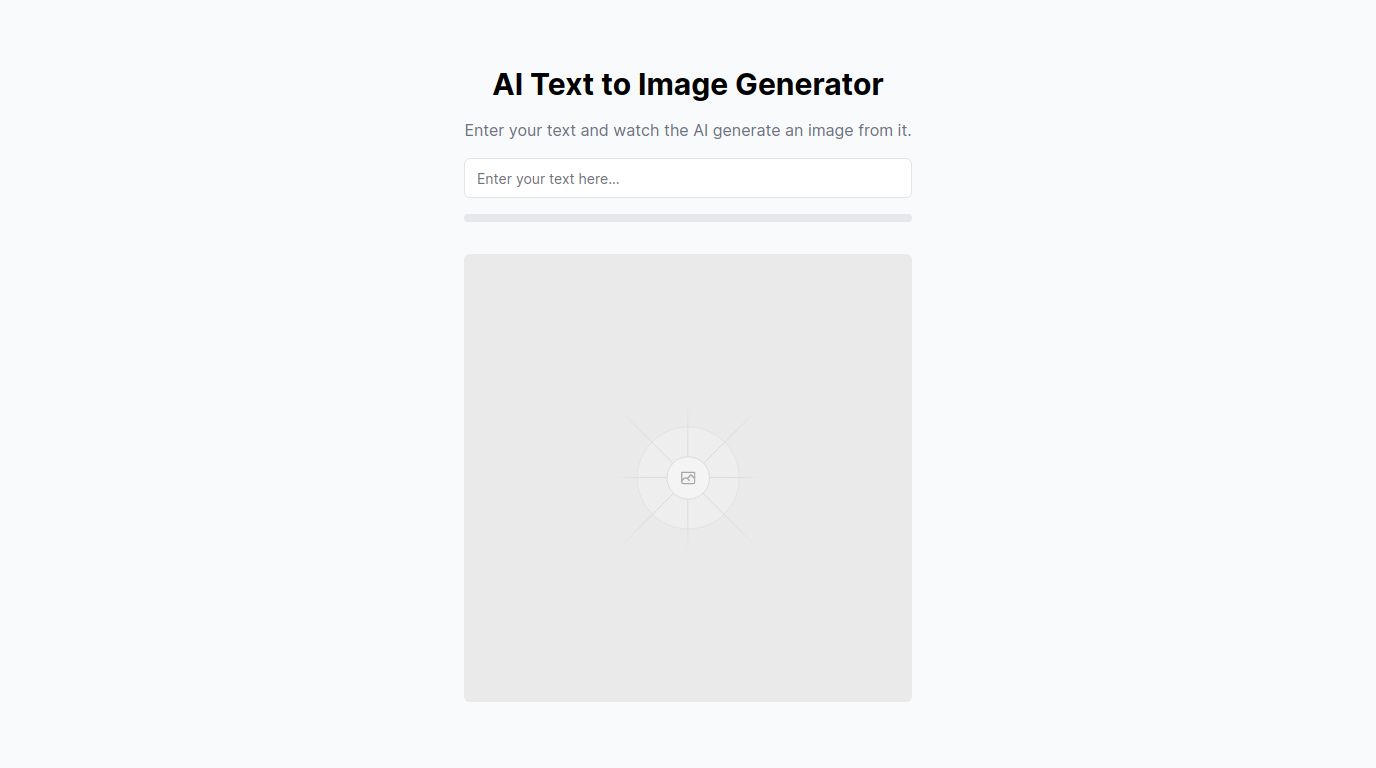 AI Text to Image Generator
Enter your text and watch the AI generate an image from it.
Enter your text here...